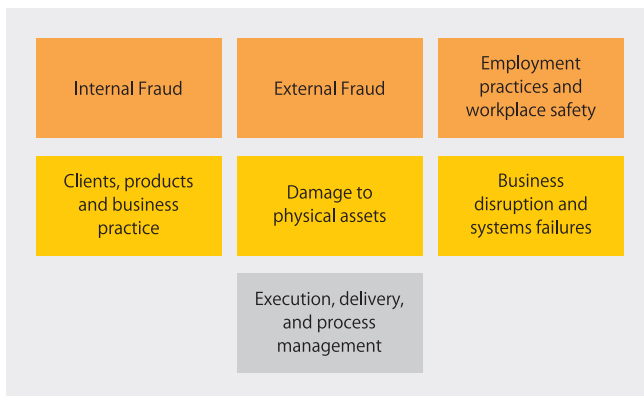 Internal Fraud
External Fraud
Employment
practices and
workplace safety
Clients, products
and business
practice
Damage to
physical assets
Business
disruption and
systems failures
Execution, delivery,
and process
management